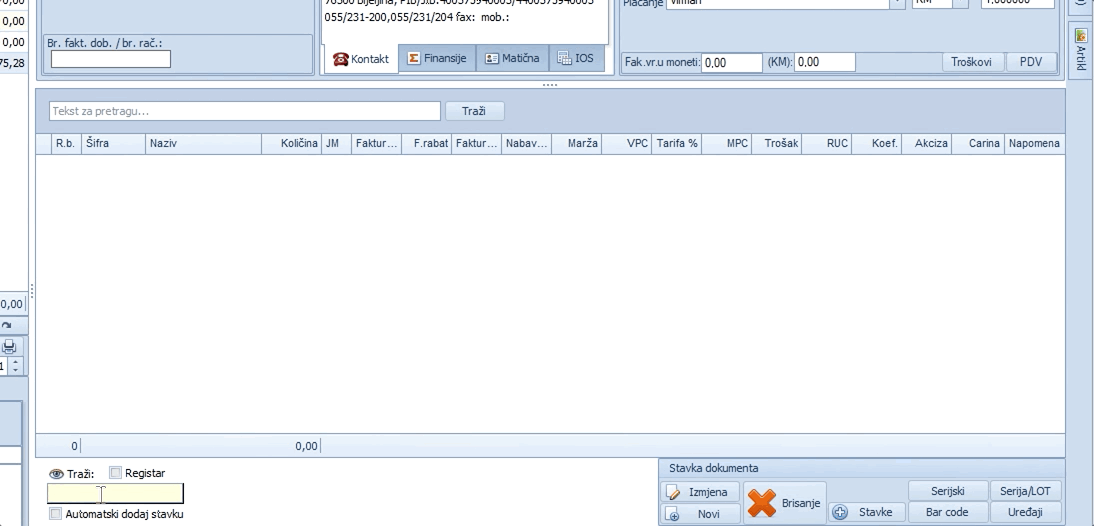 0,00
Plaćanje Virman KM 1,000000
0,00
055/231-200,055/231/204 fax: mob.:
0,00
75,28
Br. fakt. dob. / br. rač.:
Kontakt Finansije Matična IOS
Fak.vr.u moneti: 0,00 (KM): 0,00 Troškovi PDV
Artikl
Tekst za pretragu... Traži
R.b. Šifra Naziv Količina JM Faktur... F.rabat Faktur... Nabav... Marža VPC Tarifa % MPC Trošak RUC Koef. Akciza Carina Napomena
0,00
1
0 0,00
Traži: Registar
Automatski dodaj stavku
Stavka dokumenta
Izmjena Brisanje Serijski Serija/LOT
Novi Stavke Bar code Uređaji